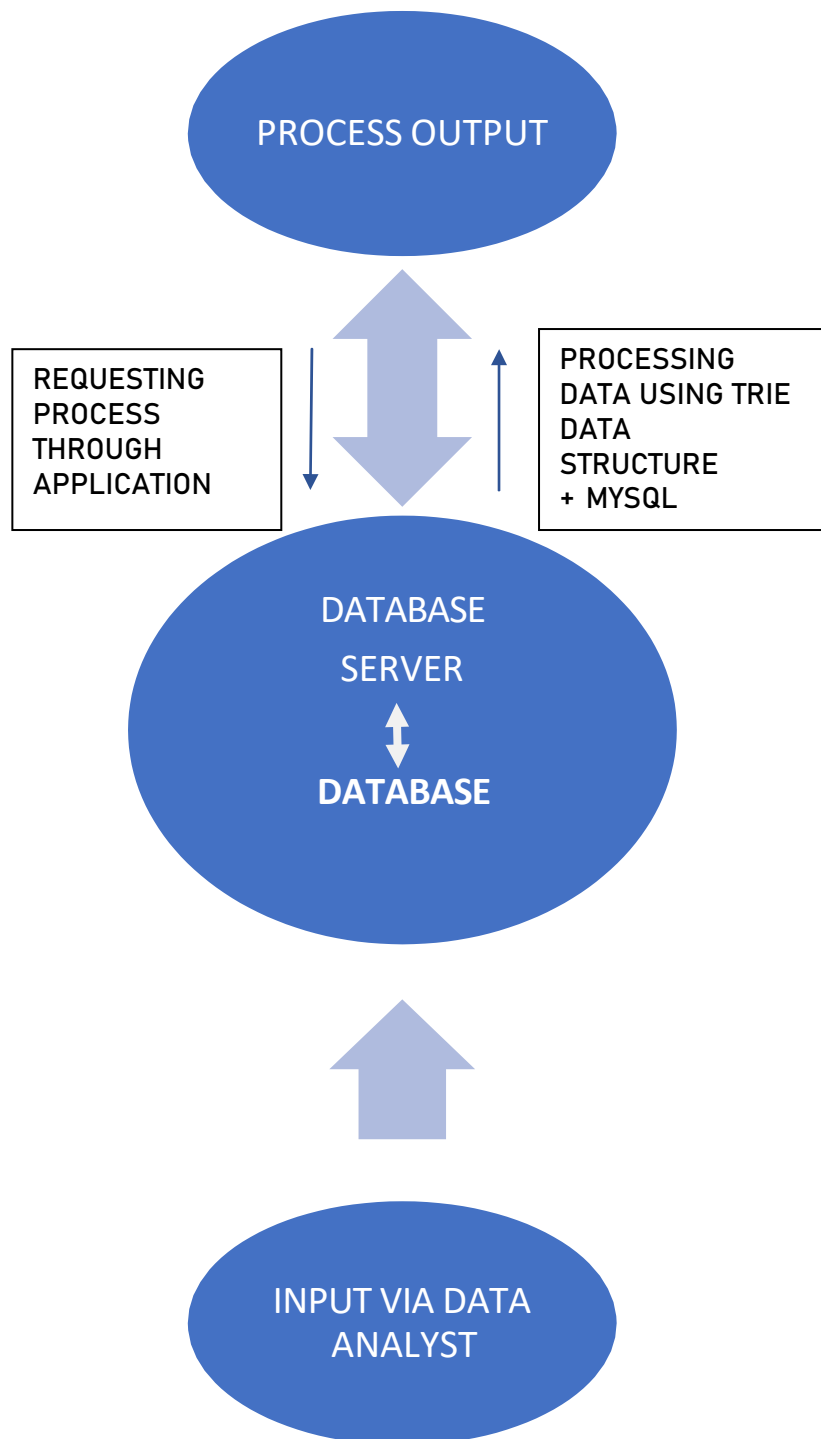 PROCESS OUTPUT
REQUESTING
PROCESS
THROUGH
APPLICATION
PROCESSING
DATA USING TRIE
DATA
STRUCTURE
+ MYSQL
DATABASE
SERVER
DATABASE
INPUT VIA DATA
ANALYST